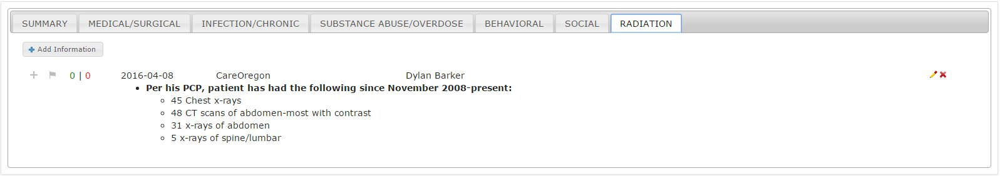 SUMMARY MEDICAL/SURGICAL INFECTION/CHRONIC SUBSTANCE ABUSE/OVERDOSE BEHAVIORAL SOCIAL RADIATION
Add Information
0 | 0 2016-04-08 CareOregon Dylan Barker
Per his PCP, patient has had the following since November 2008-present:
45 Chest x-rays
48 CT scans of abdomen-most with contrast
31 x-rays of abdomen
5 x-rays of spine/lumbar